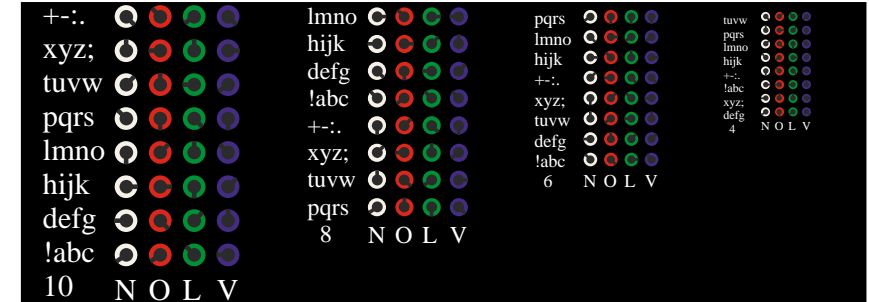 +-:.
xyz;
tuvw
pqrs
lmno
hijk
defg
!abc
10 N O L V
lmno
hijk
defg
!abc
+-:.
xyz;
tuvw
pqrs
8 N O L V
pqrs
lmno
hijk
+-:.
xyz;
tuvw
defg
!abc
6 N O L V
tuvw
pqrs
lmno
hijk
+-:.
!abc
xyz;
defg
4 N O L V